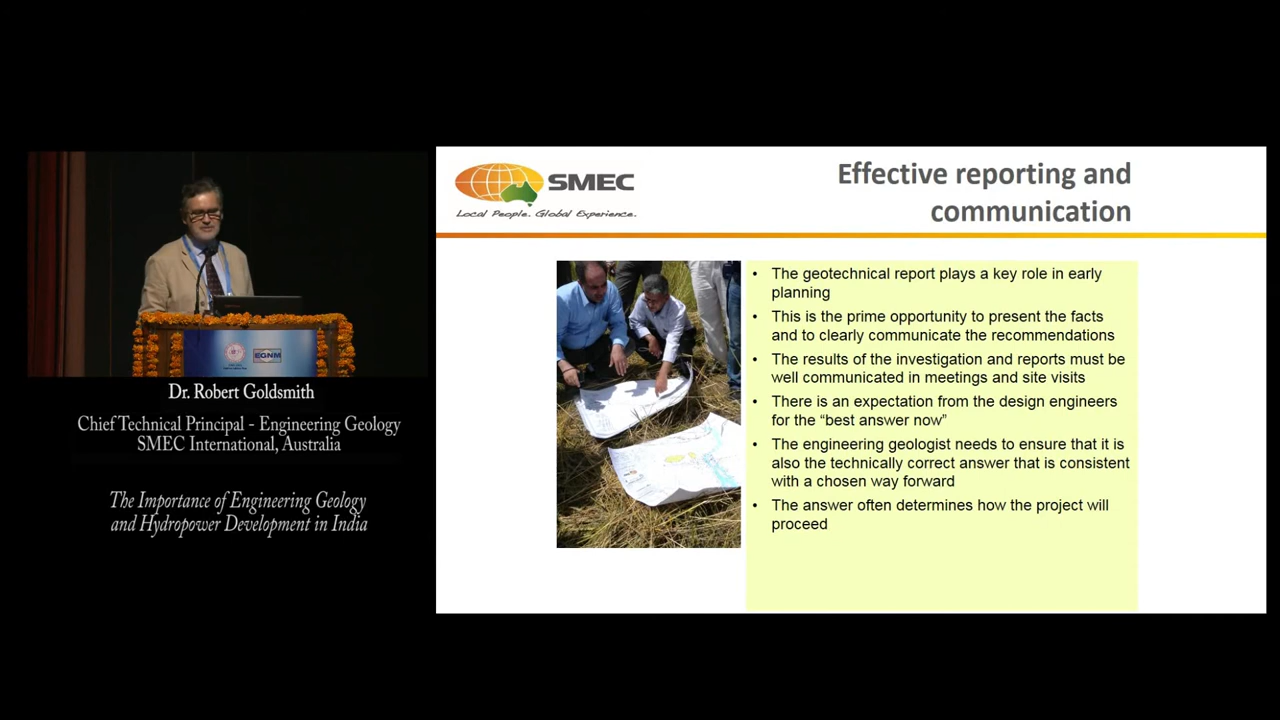 Dr. Robert Goldsmith
Chief Technical Principal - Engineering Geology
SMEC International, Australia
The Importance of Engineering Geology
and Hydropower Development in India
EGNM
SMEC
Local People. Global Experience.
Effective reporting and
communication
• The geotechnical report plays a key role in early
planning
• This is the prime opportunity to present the facts
and to clearly communicate the recommendations
• The results of the investigation and reports must be
well communicated in meetings and site visits
• There is an expectation from the design engineers
for the “best answer now”
• The engineering geologist needs to ensure that it is
also the technically correct answer that is consistent
with a chosen way forward
• The answer often determines how the project will
proceed